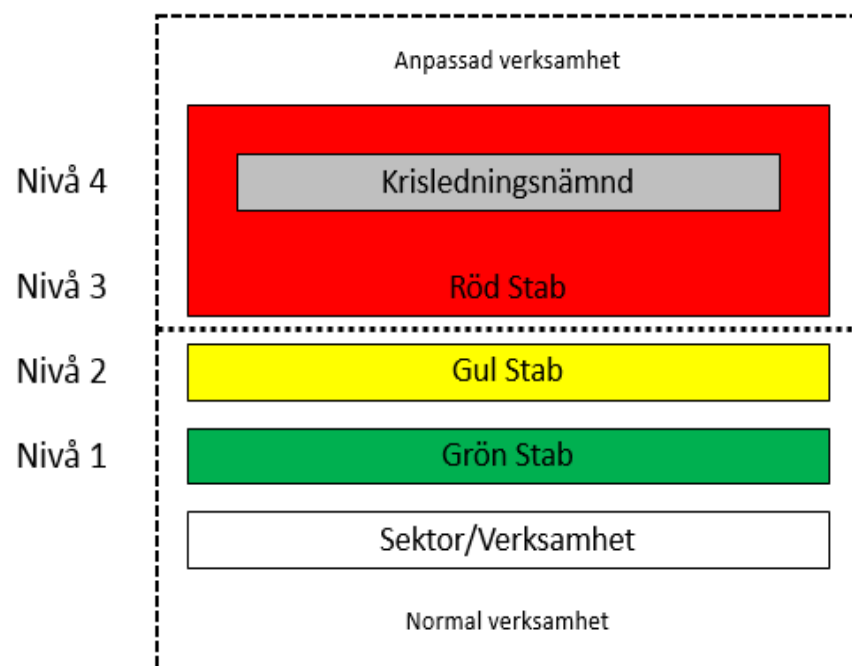 Anpassad verksamhet
Nivå 4
Krisledningsnämnd
Nivå 3
Röd Stab
Nivå 2
Gul Stab
Nivå 1
Grön Stab
Sektor/Verksamhet
Normal verksamhet